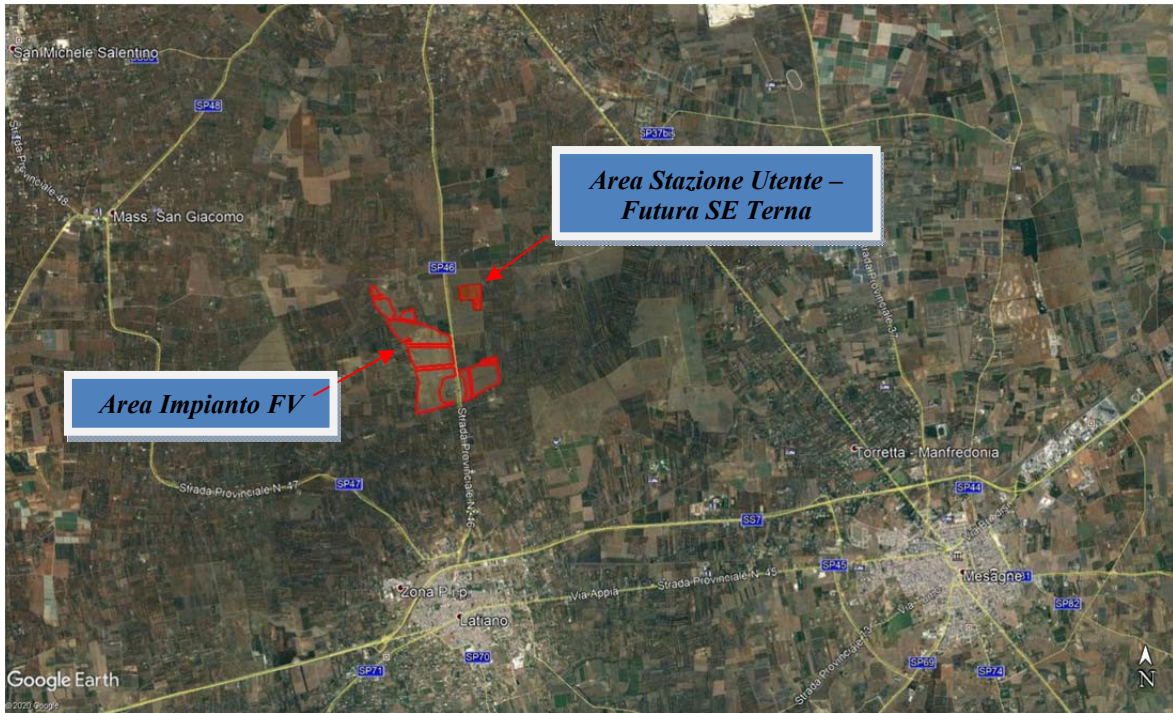 San Michele Salentino
SP48
SP37bis
Area Stazione Utente –
Futura SE Terna
Strada Provinciale 48
Mass. San Giacomo
SP46
Area Impianto FV
Strada Provinciale N. 46
Torretta - Manfredonia
Strada Provinciale N. 47
SP47
SP44
SS7
SP45
Strada Provinciale N. 45
Via Appia
Mesagne
Zona P.i.p.
Latiano
SP82
SP70
SP71
SP69
SP74
Google Earth
© 2020 Google
N